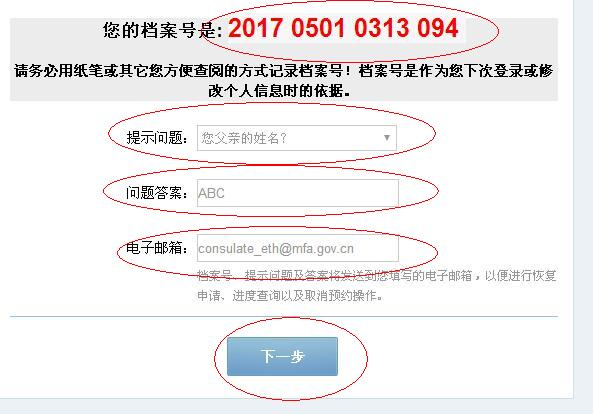 您的档案号是: 2017 0501 0313 094
请务必用纸笔或其它您方便查阅的方式记录档案号！档案号是作为您下次登录或修
改个人信息时的依据。
提示问题： 您父亲的姓名?
问题答案： ABC
电子邮箱： consulate_eth@mfa.gov.cn
档案号、提示问题及答案将发送到您填写的电子邮箱，以便进行恢复
申请、进度查询以及取消预约操作。
下一步